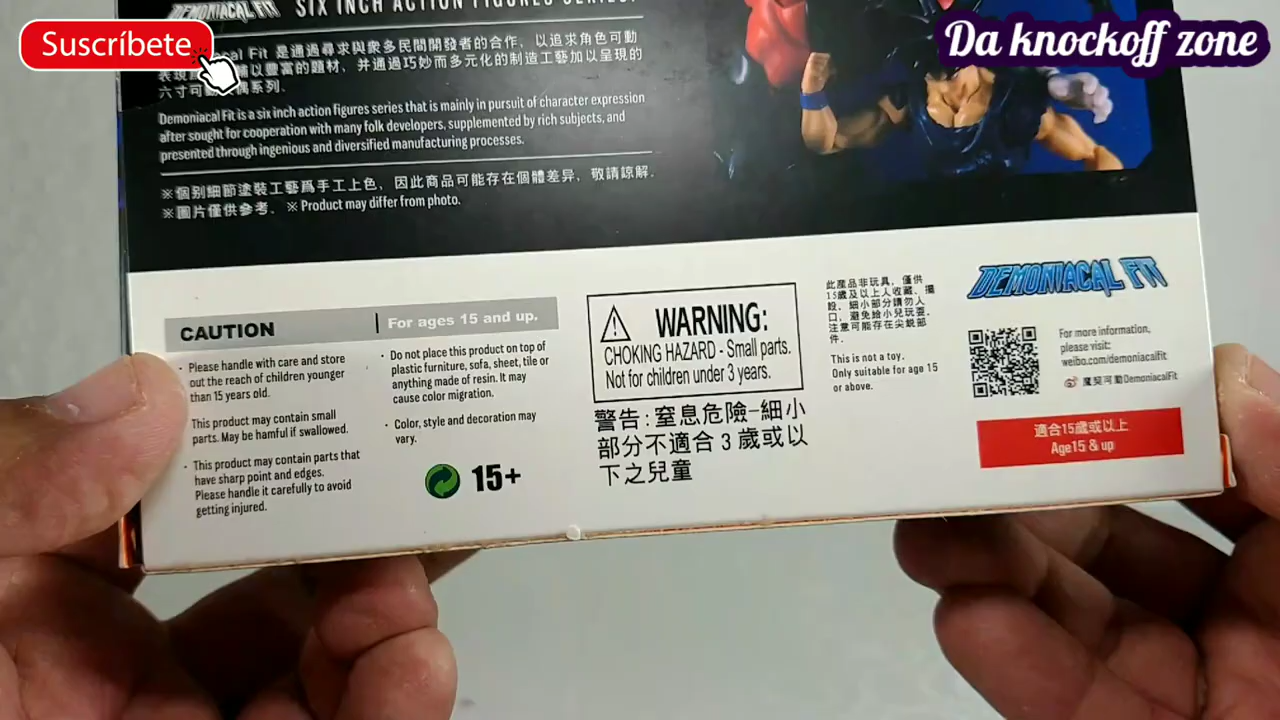 Suscríbete
Da knockoff zone
DEMONIACAL FIT SIX INCH ACTION FIGURES SERIES.
al Fit 是通過尋求與眾多民間開發者的合作, 以追求角色可動
表現 輔以豐富的題材, 并通過巧妙而多元化的制造工藝加以呈現的
六寸可 偶系列.
Demoniacal Fit is a six inch action figures series that is mainly in pursuit of character expression
after sought for cooperation with many folk developers, supplemented by rich subjects, and
presented through ingenious and diversified manufacturing processes.
※個别細節塗裝工藝爲手工上色, 因此商品可能存在個體差异, 敬請諒解.
※圖片僅供參考. ※ Product may differ from photo.
CAUTION
For ages 15 and up.
· Please handle with care and store
out the reach of children younger
than 15 years old.
This product may contain small
parts. May be hamful if swallowed.
· This product may contain parts that
have sharp point and edges.
Please handle it carefully to avoid
getting injured.
· Do not place this product on top of
plastic furniture, sofa, sheet, tile or
anything made of resin. It may
cause color migration.
· Color, style and decoration may
vary.
15+
WARNING:
CHOKING HAZARD - Small parts.
Not for children under 3 years.
警告:窒息危險-細小
部分不適合 3 歲或以
下之兒童
此產品非玩具, 僅供
15歲及以上人收藏、擺
設. 細小部分請勿入
口, 避免給小兒玩耍.
注意可能存在尖銳部
件.
This is not a toy.
Only suitable for age 15
or above.
DEMONIACAL FIT
For more information,
please visit:
weibo.com/demoniacalfit
魔契可動DemoniacalFit
適合15歲或以上
Age15 & up